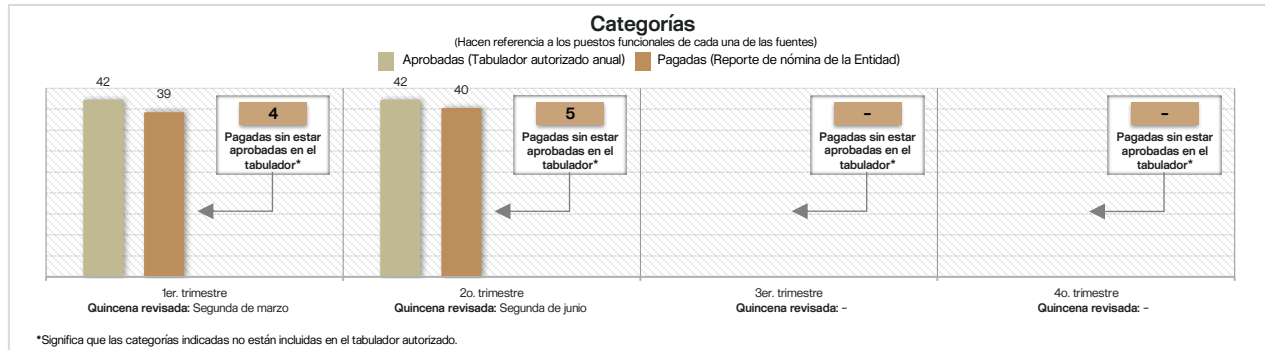 Categorías
(Hacen referencia a los puestos funcionales de cada una de las fuentes)
Aprobadas (Tabulador autorizado anual) Pagadas (Reporte de nómina de la Entidad)
42
39
4
Pagadas sin estar
aprobadas en el
tabulador*
42
40
5
Pagadas sin estar
aprobadas en el
tabulador*
–
Pagadas sin estar
aprobadas en el
tabulador*
–
Pagadas sin estar
aprobadas en el
tabulador*
1er. trimestre
Quincena revisada: Segunda de marzo
2o. trimestre
Quincena revisada: Segunda de junio
3er. trimestre
Quincena revisada: –
4o. trimestre
Quincena revisada: –
*Significa que las categorías indicadas no están incluidas en el tabulador autorizado.